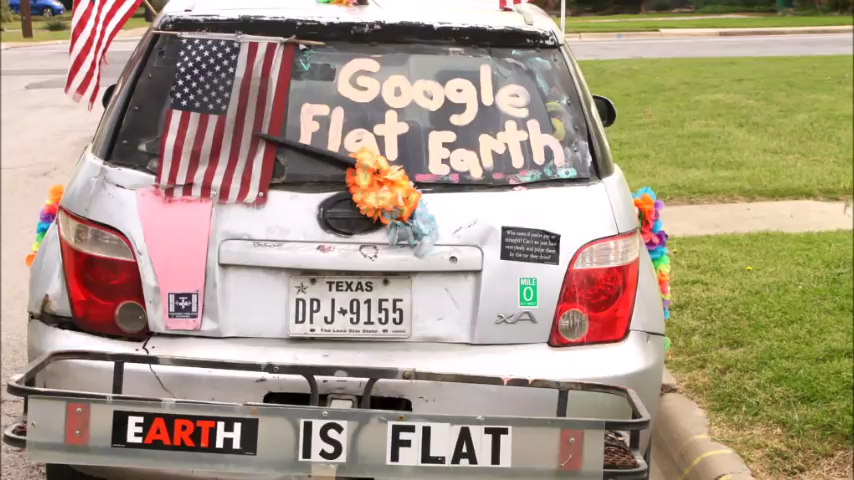 Google
Flat Earth
MILE
0
TEXAS
DPJ 9155
The Lone Star State
xA
EARTH IS FLAT